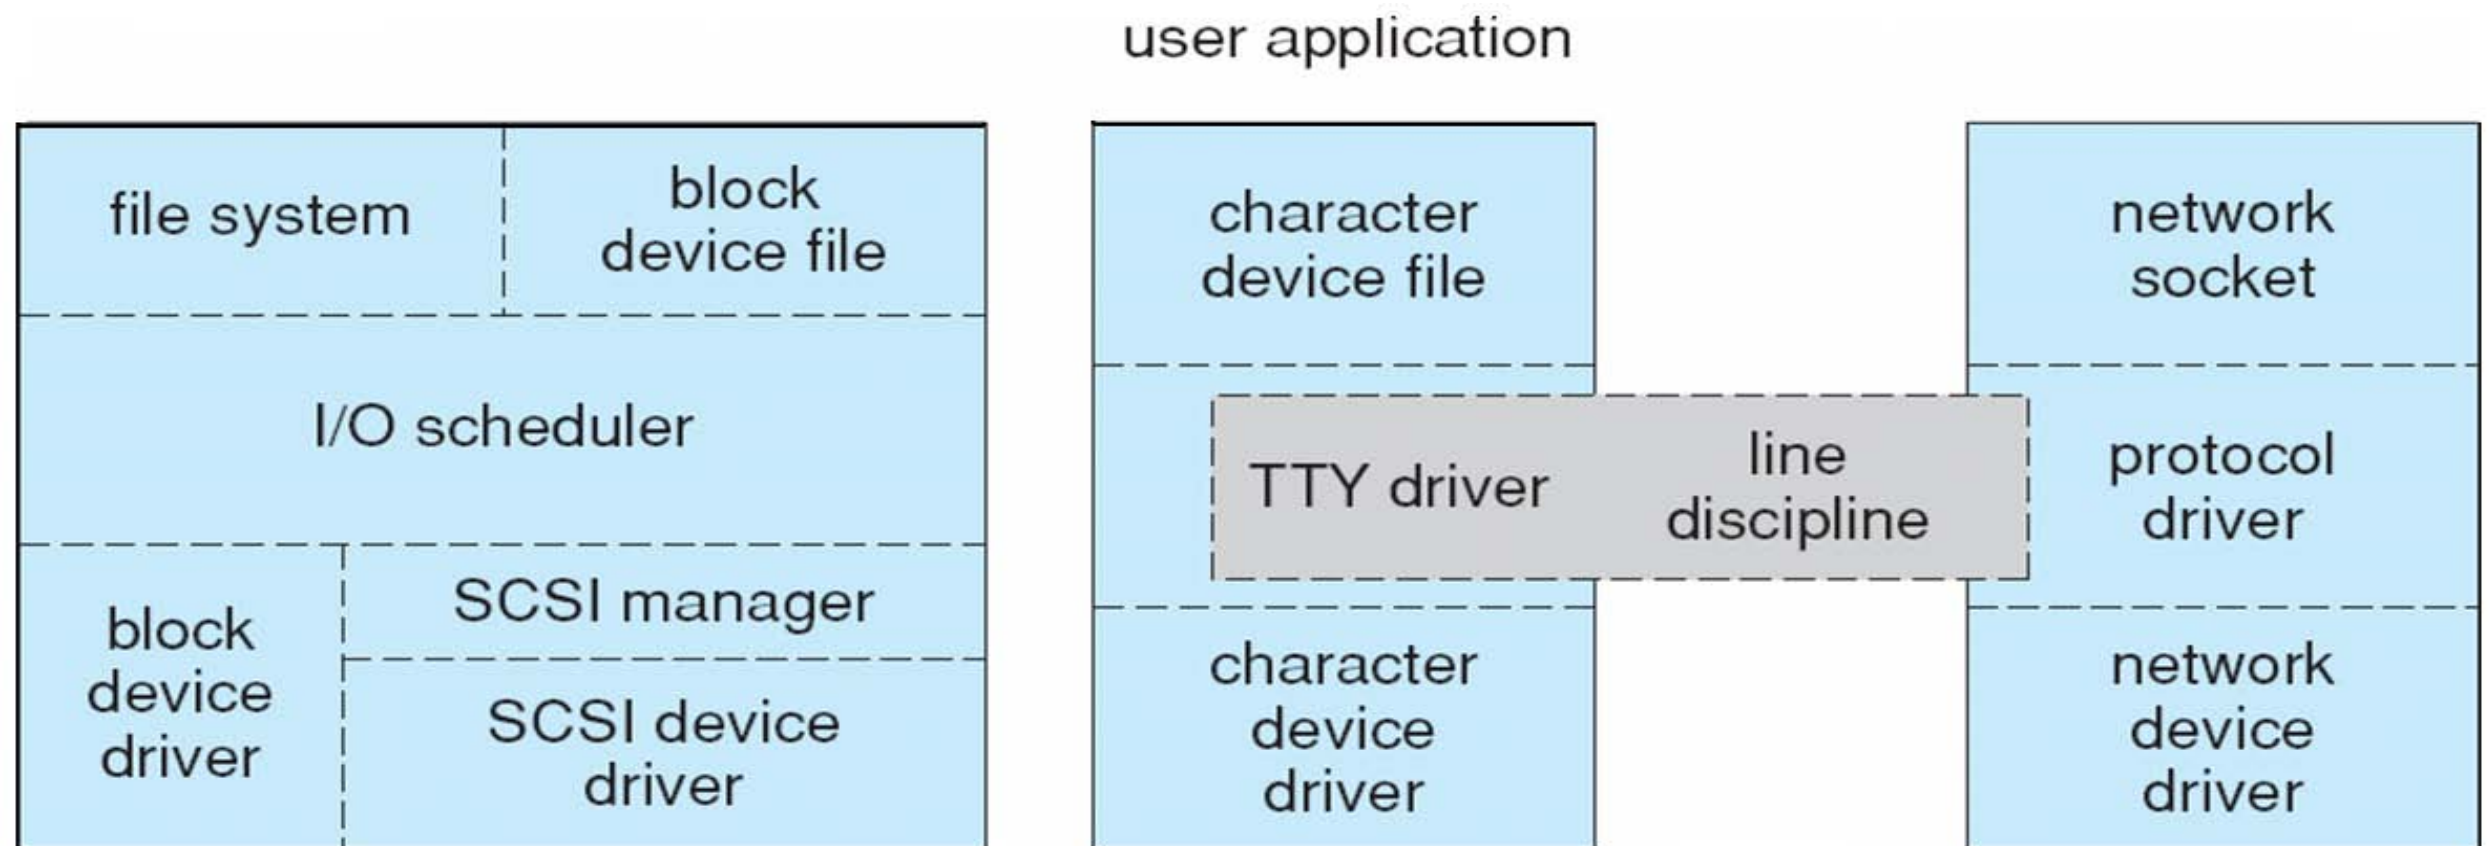 user application
file system
block
device file
I/O scheduler
block
device
driver
SCSI manager
SCSI device
driver
character
device file
TTY driver
line
discipline
character
device
driver
network
socket
protocol
driver
network
device
driver